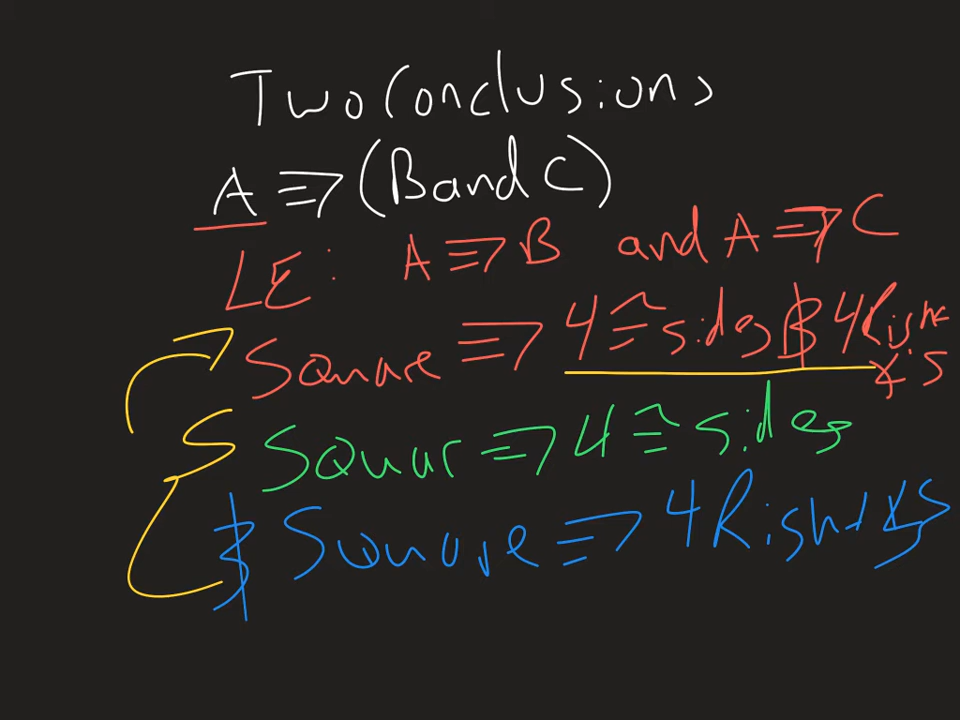 Two Conclusions
A ⇒ (B and C)
LE: A ⇒ B and A ⇒ C
Square ⇒ 4 ≅ sides & 4 Right
∡'s
Squar ⇒ 4 ≅ sides
& Square ⇒ 4 Right ∡s